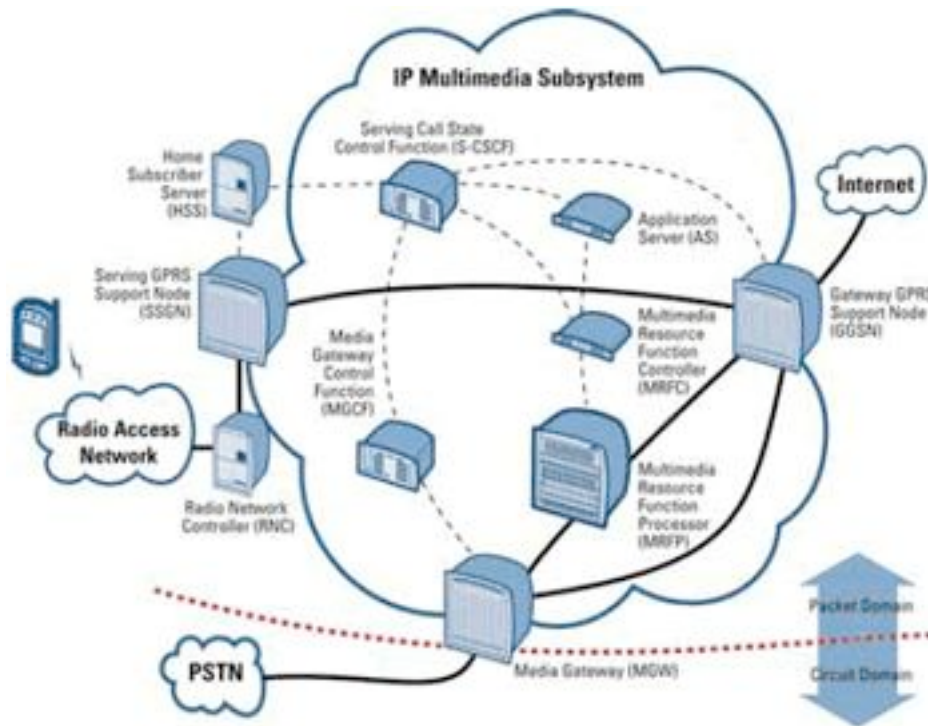 IP Multimedia Subsystem
Serving Call State
Control Function (S-CSCF)
Home
Subscriber
Server
(HSS)
Internet
Application
Server (AS)
Serving GPRS
Support Node
(SSGN)
Gateway GPRS
Support Node
(GGSN)
Media
Gateway
Control
Function
(MGCF)
Multimedia
Resource
Function
Controller
(MRFC)
Radio Access
Network
Multimedia
Resource
Function
Processor
(MRFP)
Radio Network
Controller (RNC)
Packet Domain
PSTN
Media Gateway (MGW)
Circuit Domain